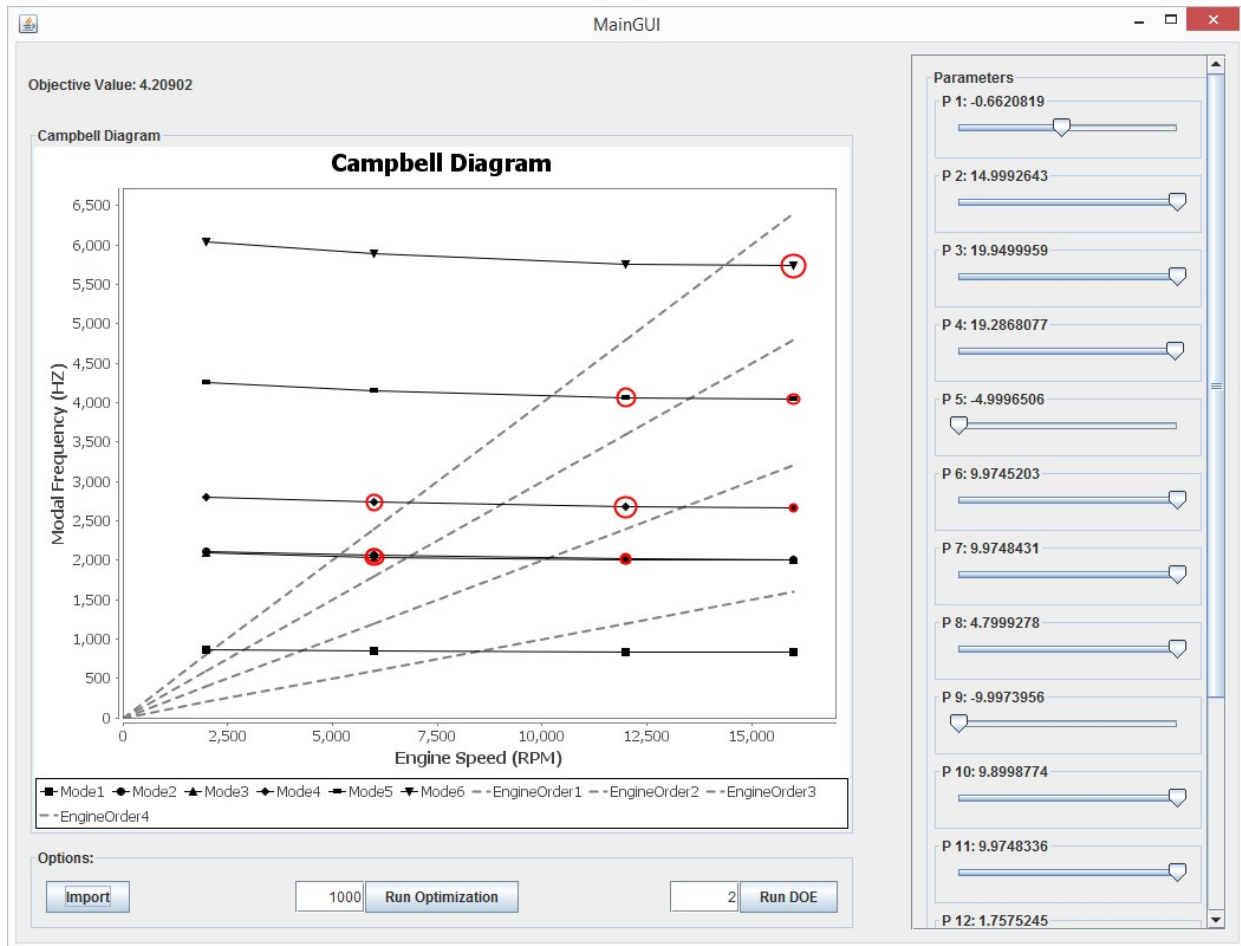 MainGUI
Objective Value: 4.20902
Campbell Diagram
Campbell Diagram
6,500
6,000
5,500
5,000
4,500
4,000
3,500
3,000
2,500
2,000
1,500
1,000
500
0
Modal Frequency (HZ)
0 2,500 5,000 7,500 10,000 12,500 15,000
Engine Speed (RPM)
Mode1 Mode2 Mode3 Mode4 Mode5 Mode6 EngineOrder1 EngineOrder2 EngineOrder3
EngineOrder4
Options:
Import 1000 Run Optimization 2 Run DOE
Parameters
P 1: -0.6620819
P 2: 14.9992643
P 3: 19.9499959
P 4: 19.2868077
P 5: -4.9996506
P 6: 9.9745203
P 7: 9.9748431
P 8: 4.7999278
P 9: -9.9973956
P 10: 9.8998774
P 11: 9.9748336
P 12: 1.7575245